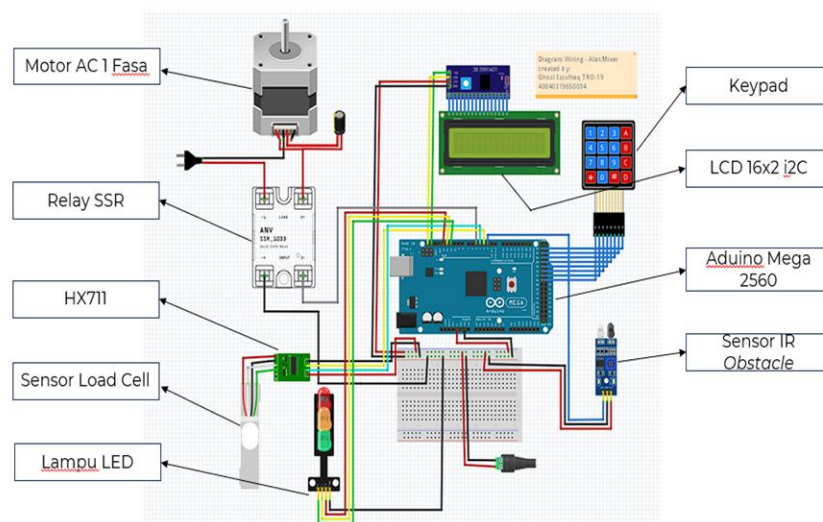 Motor AC 1 Fasa
Relay SSR
HX711
Sensor Load Cell
Lampu LED
Diagram Wiring - Alat Mixer
created by:
Keypad
LCD 16x2 i2C
Aduino Mega
2560
Sensor IR
Obstacle
ANV
INPUT
1 2 3 A
4 5 6 B
7 8 9 C
* 0 # D
ARDUINO
MEGA